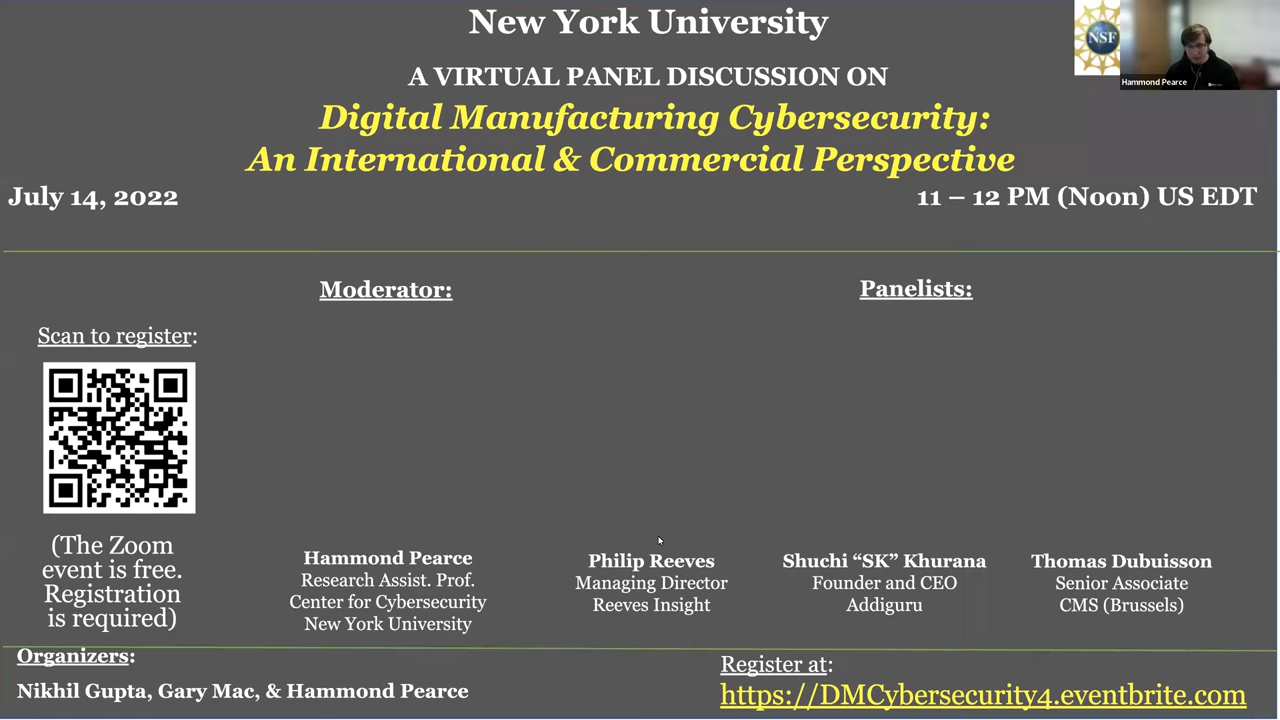 New York University
NSF
Hammond Pearce
A VIRTUAL PANEL DISCUSSION ON
Digital Manufacturing Cybersecurity:
An International & Commercial Perspective
July 14, 2022
11 – 12 PM (Noon) US EDT
Moderator:
Panelists:
Scan to register:
(The Zoom
event is free.
Registration
is required)
Hammond Pearce
Research Assist. Prof.
Center for Cybersecurity
New York University
Philip Reeves
Managing Director
Reeves Insight
Shuchi “SK” Khurana
Founder and CEO
Addiguru
Thomas Dubuisson
Senior Associate
CMS (Brussels)
Organizers:
Nikhil Gupta, Gary Mac, & Hammond Pearce
Register at:
https://DMCybersecurity4.eventbrite.com